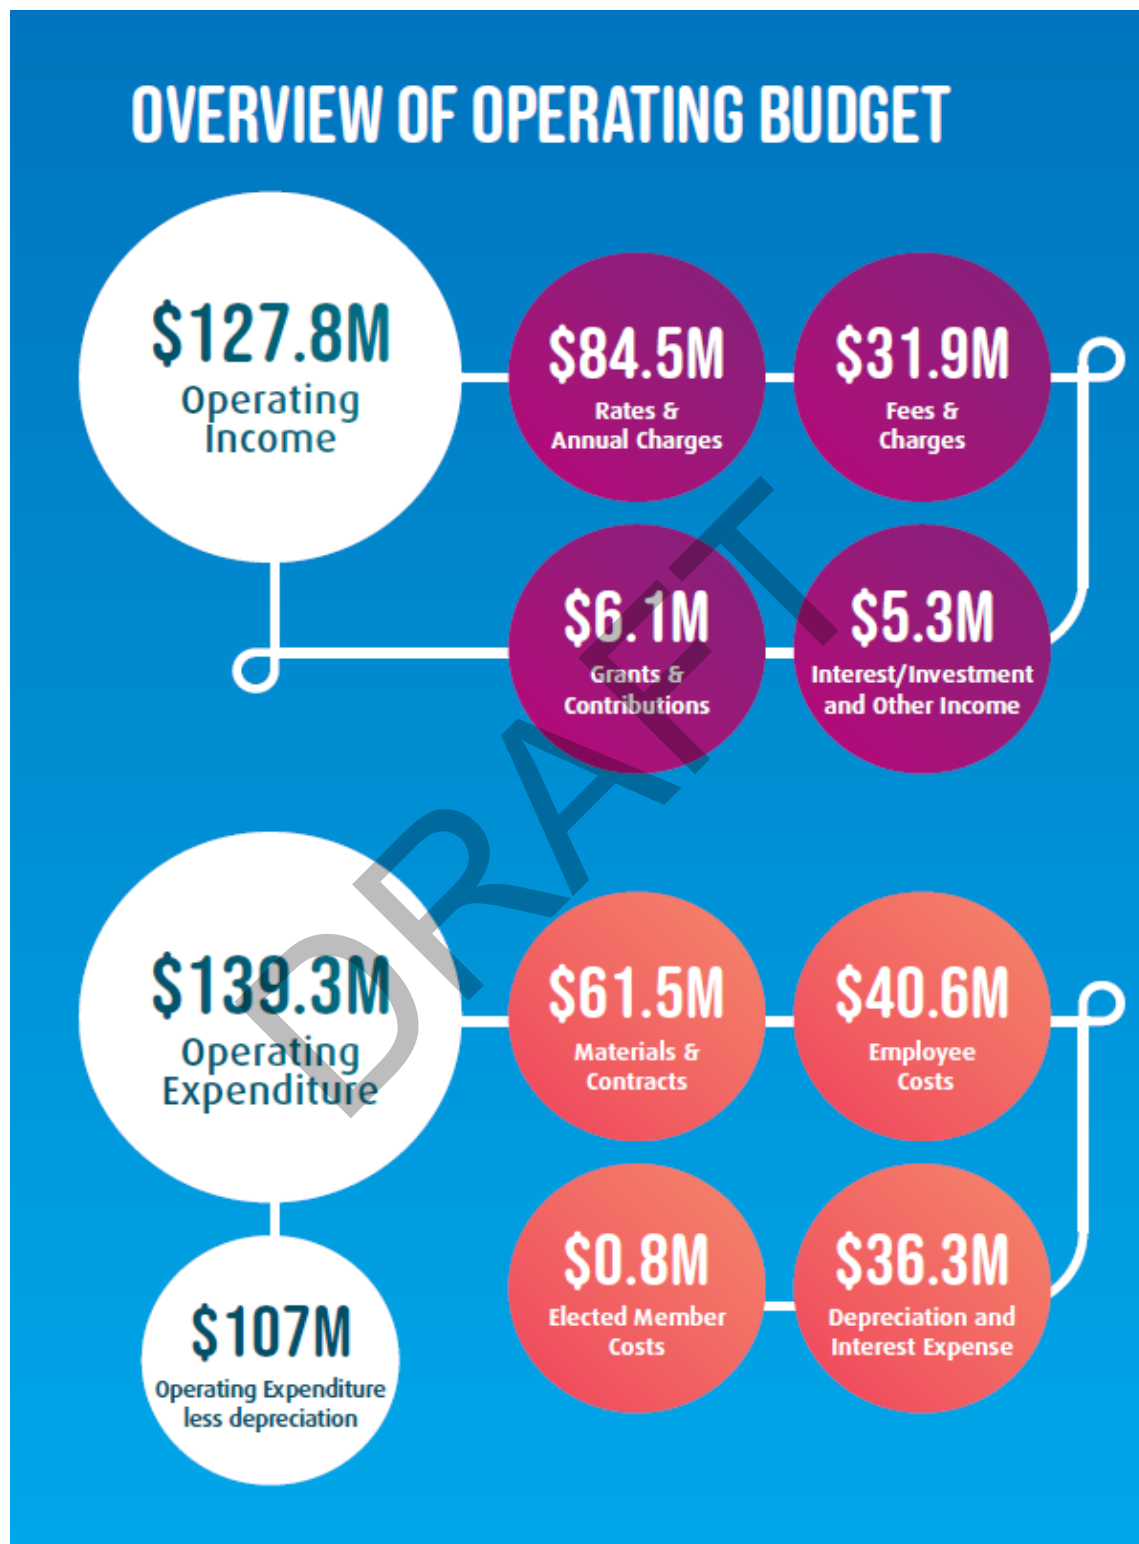 OVERVIEW OF OPERATING BUDGET
$127.8M
Operating
Income
$84.5M
Rates &
Annual Charges
$31.9M
Fees &
Charges
$6.1M
Grants &
Contributions
$5.3M
Interest/Investment
and Other Income
DRAFT
$139.3M
Operating
Expenditure
$61.5M
Materials &
Contracts
$40.6M
Employee
Costs
$0.8M
Elected Member
Costs
$36.3M
Depreciation and
Interest Expense
$107M
Operating Expenditure
less depreciation